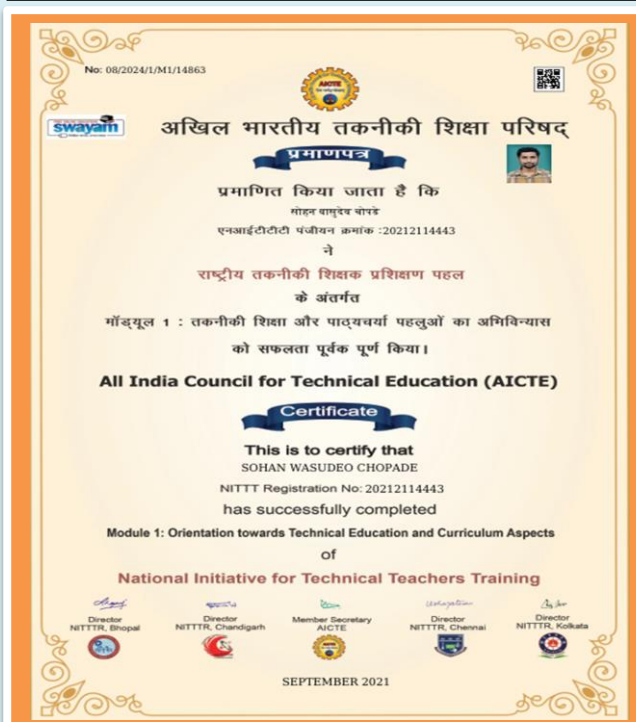 No: 08/2024/1/M1/14863
AICTE
swayam
अखिल भारतीय तकनीकी शिक्षा परिषद्
प्रमाणपत्र
प्रमाणित किया जाता है कि
सोहन वासुदेव चोपडे
एनआईटीटीटी पंजीयन क्रमांक :20212114443
ने
राष्ट्रीय तकनीकी शिक्षक प्रशिक्षण पहल
के अंतर्गत
मॉड्यूल 1 : तकनीकी शिक्षा और पाठ्यचर्या पहलुओं का अभिविन्यास
को सफलता पूर्वक पूर्ण किया।
All India Council for Technical Education (AICTE)
Certificate
This is to certify that
SOHAN WASUDEO CHOPADE
NITTT Registration No: 20212114443
has successfully completed
Module 1: Orientation towards Technical Education and Curriculum Aspects
of
National Initiative for Technical Teachers Training
Director Director Member Secretary Director Director
NITTTR, Bhopal NITTTR, Chandigarh AICTE NITTTR, Chennai NITTTR, Kolkata
SEPTEMBER 2021